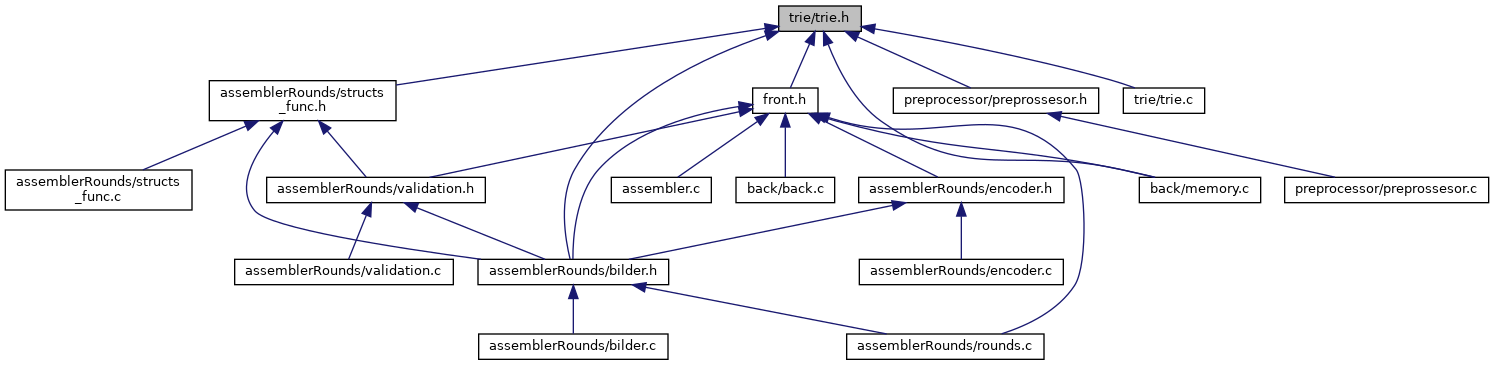 trie/trie.h
assemblerRounds/structs
_func.h
front.h
preprocessor/preprossesor.h
trie/trie.c
assemblerRounds/structs
_func.c
assemblerRounds/validation.h
assembler.c
back/back.c
assemblerRounds/encoder.h
back/memory.c
preprocessor/preprossesor.c
assemblerRounds/validation.c
assemblerRounds/bilder.h
assemblerRounds/encoder.c
assemblerRounds/bilder.c
assemblerRounds/rounds.c